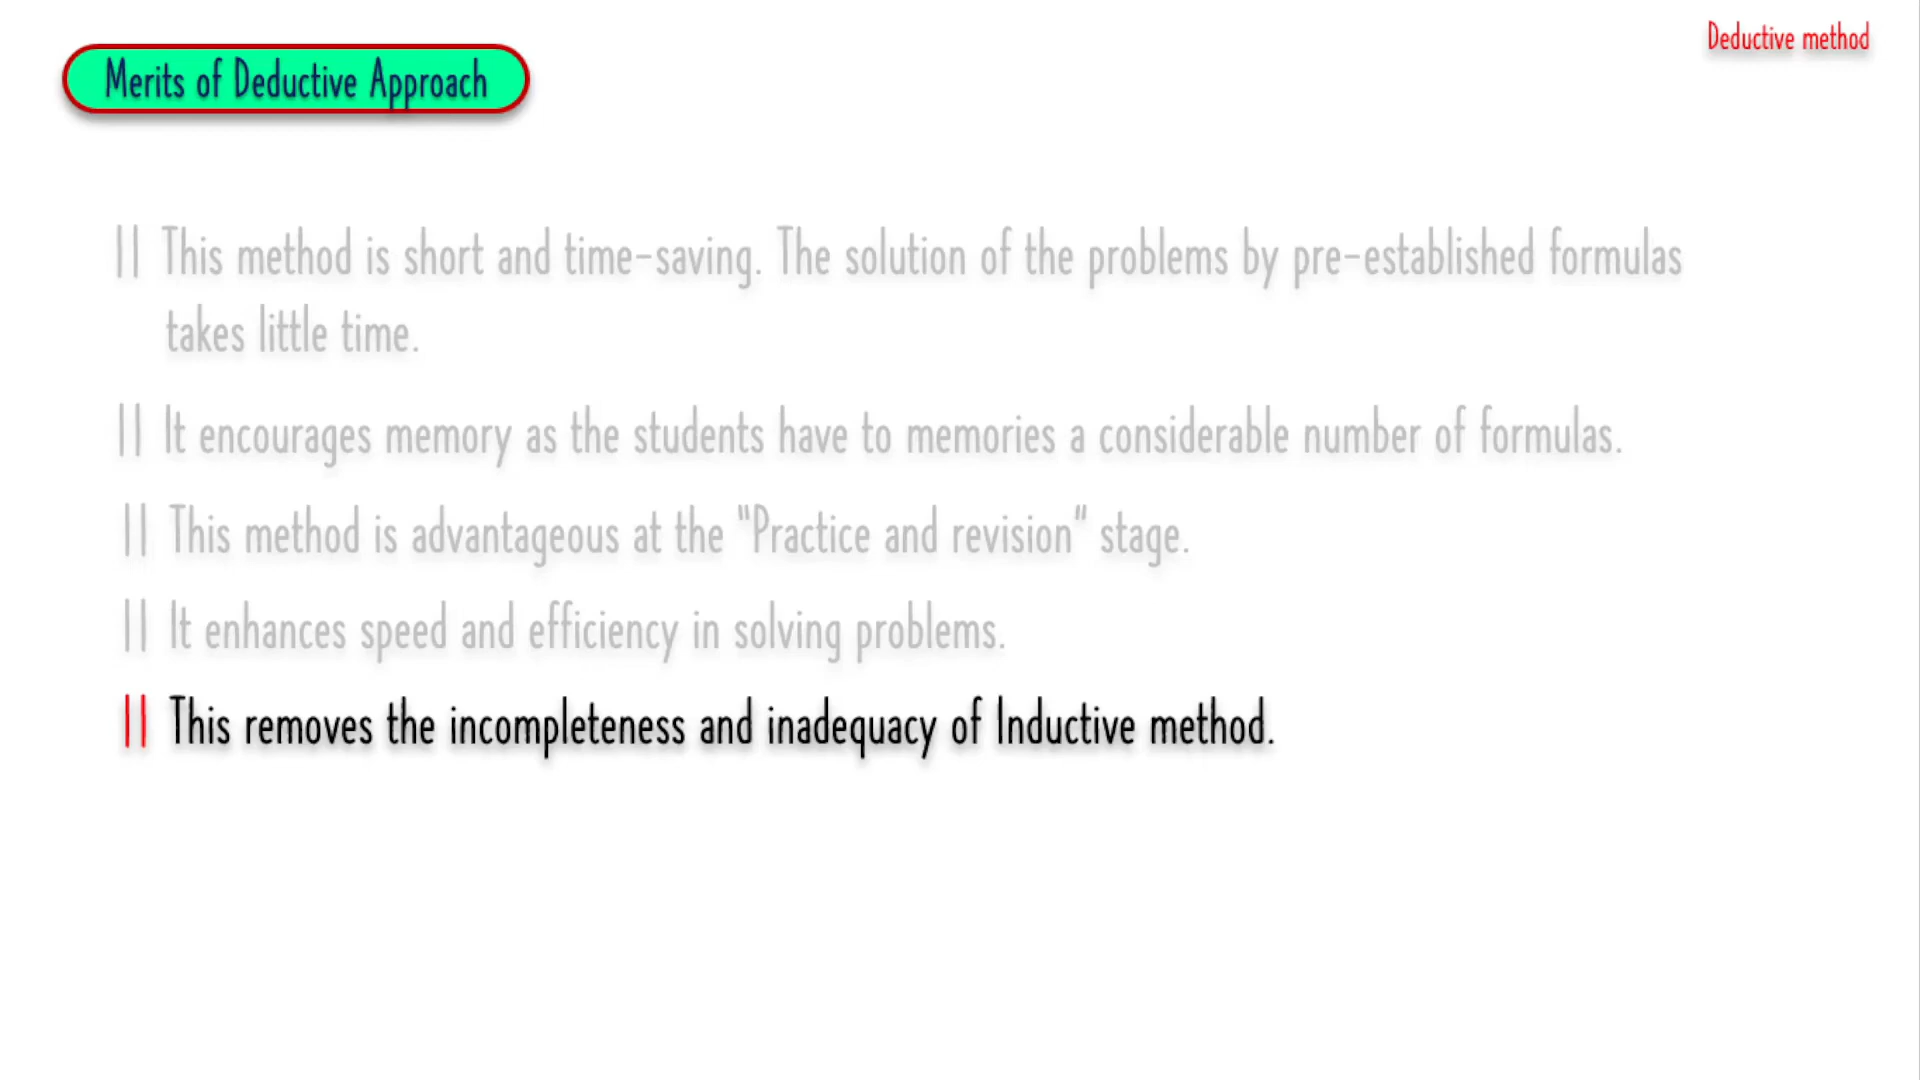 Deductive method
Merits of Deductive Approach
|| This method is short and time-saving. The solution of the problems by pre-established formulas
takes little time.
|| It encourages memory as the students have to memories a considerable number of formulas.
|| This method is advantageous at the "Practice and revision" stage.
|| It enhances speed and efficiency in solving problems.
|| This removes the incompleteness and inadequacy of Inductive method.